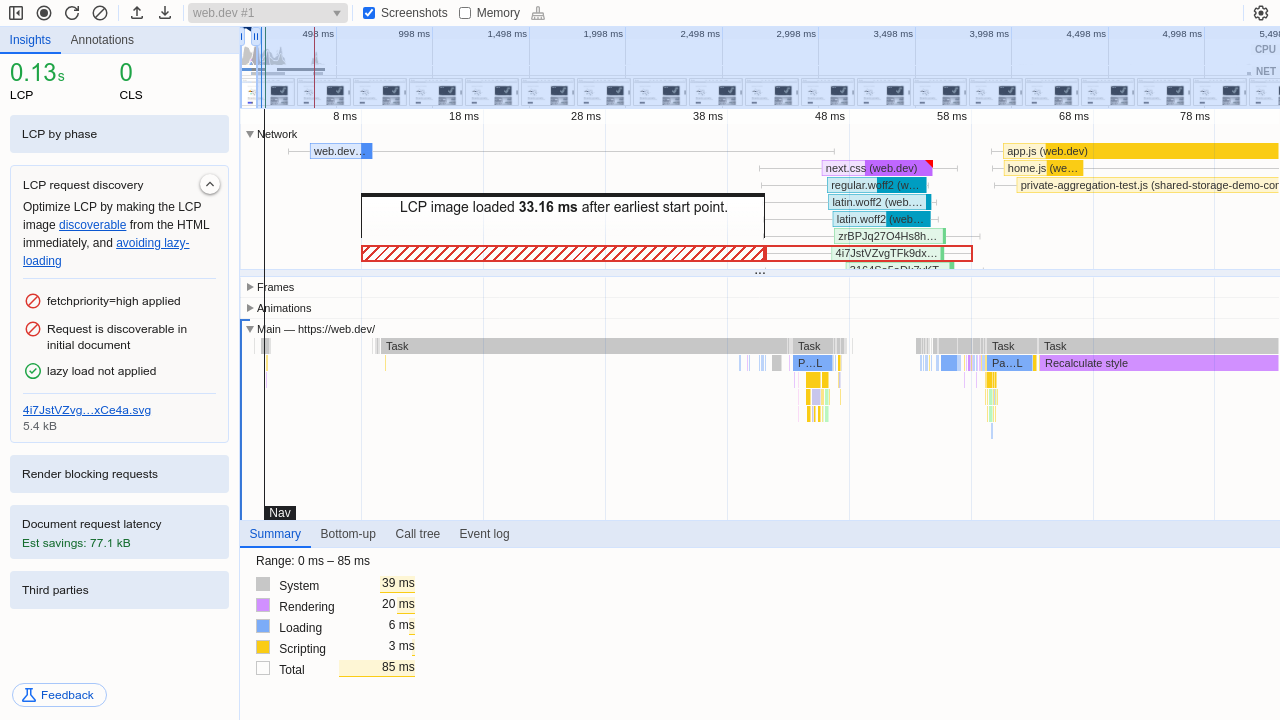 web.dev #1
Screenshots
Memory
Insights
Annotations
0.13s
0
LCP
CLS
LCP by phase
LCP request discovery
Optimize LCP by making the LCP
image discoverable from the HTML
immediately, and avoiding lazy-
loading
fetchpriority=high applied
Request is discoverable in
initial document
lazy load not applied
4i7JstVZvg…xCe4a.svg
5.4 kB
Render blocking requests
Document request latency
Est savings: 77.1 kB
Third parties
Feedback
498 ms
998 ms
1,498 ms
1,998 ms
2,498 ms
2,998 ms
3,498 ms
3,998 ms
4,498 ms
4,998 ms
5,498
CPU
NET
8 ms
18 ms
28 ms
38 ms
48 ms
58 ms
68 ms
78 ms
Network
web.dev…
app.js (web.dev)
next.css (web.dev)
home.js (we…
regular.woff2 (w…
private-aggregation-test.js (shared-storage-demo-cor
latin.woff2 (web.…
LCP image loaded 33.16 ms after earliest start point.
latin.woff2 (web…
zrBPJq27O4Hs8h…
4i7JstVZvgTFk9dx…
…
Frames
Animations
Main — https://web.dev/
Task
Task
Task
Task
P…L
Pa…L
Recalculate style
Nav
Summary
Bottom-up
Call tree
Event log
Range: 0 ms – 85 ms
System
39 ms
Rendering
20 ms
Loading
6 ms
Scripting
3 ms
Total
85 ms